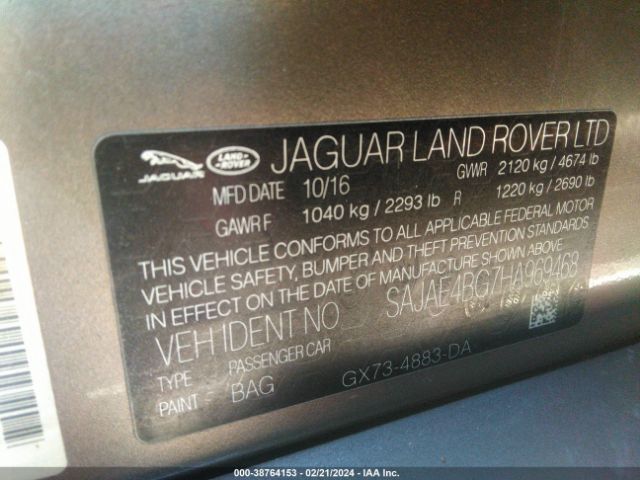 JAGUAR
LAND ROVER
JAGUAR LAND ROVER LTD
MFD DATE 10/16 GVWR 2120 kg / 4674 lb
GAWR F 1040 kg / 2293 lb R 1220 kg / 2690 lb
THIS VEHICLE CONFORMS TO ALL APPLICABLE FEDERAL MOTOR
VEHICLE SAFETY, BUMPER AND THEFT PREVENTION STANDARDS
IN EFFECT ON THE DATE OF MANUFACTURE SHOWN ABOVE.
VEH IDENT NO SAJAE4BG7HA969468
TYPE PASSENGER CAR
PAINT BAG GX73-4883-DA
000-38764153 / 02/21/2024 / IAA Inc.